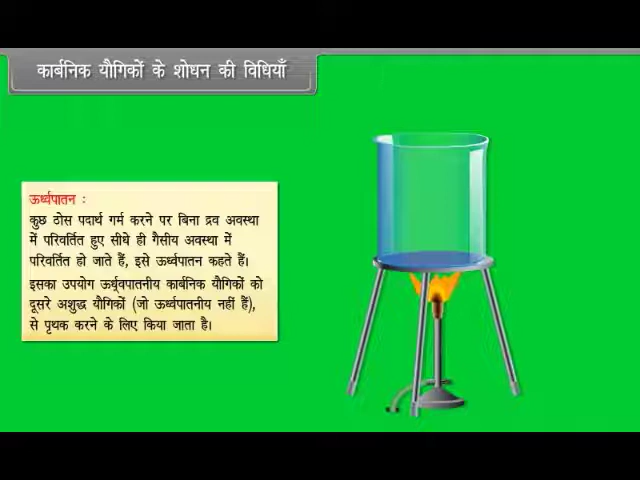 कार्बनिक यौगिकों के शोधन की विधियाँ
ऊर्ध्वपातन :
कुछ ठोस पदार्थ गर्म करने पर बिना द्रव अवस्था
में परिवर्तित हुए सीधे ही गैसीय अवस्था में
परिवर्तित हो जाते हैं, इसे ऊर्ध्वपातन कहते हैं।
इसका उपयोग ऊर्ध्वपातनीय कार्बनिक यौगिकों को
दूसरे अशुद्ध यौगिकों (जो ऊर्ध्वपातनीय नहीं हैं),
से पृथक करने के लिए किया जाता है।